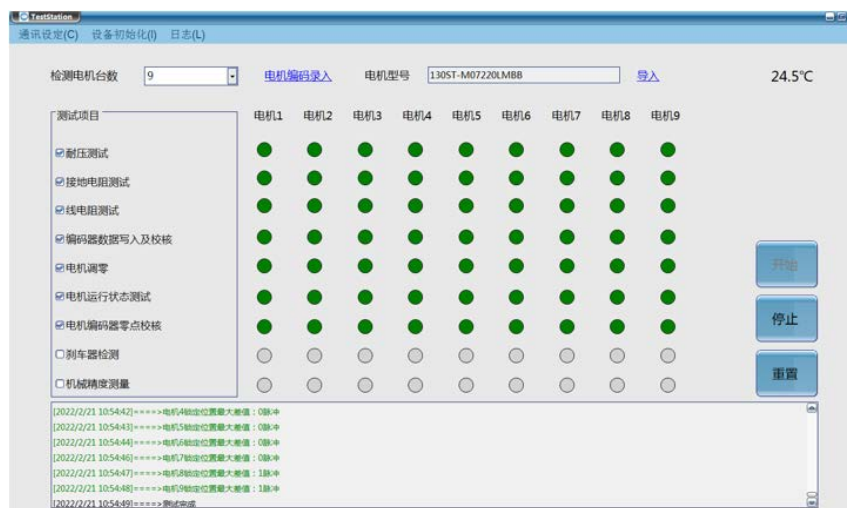 TestStation
通讯设定(C) 设备初始化(I) 日志(L)
检测电机台数 9 电机编码录入 电机型号 130ST-M07220LMBB 导入 24.5℃
测试项目 电机1 电机2 电机3 电机4 电机5 电机6 电机7 电机8 电机9
耐压测试
接地电阻测试
线电阻测试
编码器数据写入及校核
电机调零
开始
电机运行状态测试
电机编码器零点校核
停止
刹车器检测
机械精度测量
重置
[2022/2/21 10:54:42]====>电机4锁定位置最大差值：0脉冲
[2022/2/21 10:54:43]====>电机5锁定位置最大差值：0脉冲
[2022/2/21 10:54:44]====>电机6锁定位置最大差值：0脉冲
[2022/2/21 10:54:46]====>电机7锁定位置最大差值：0脉冲
[2022/2/21 10:54:47]====>电机8锁定位置最大差值：1脉冲
[2022/2/21 10:54:48]====>电机9锁定位置最大差值：1脉冲
[2022/2/21 10:54:49]====>测试完成